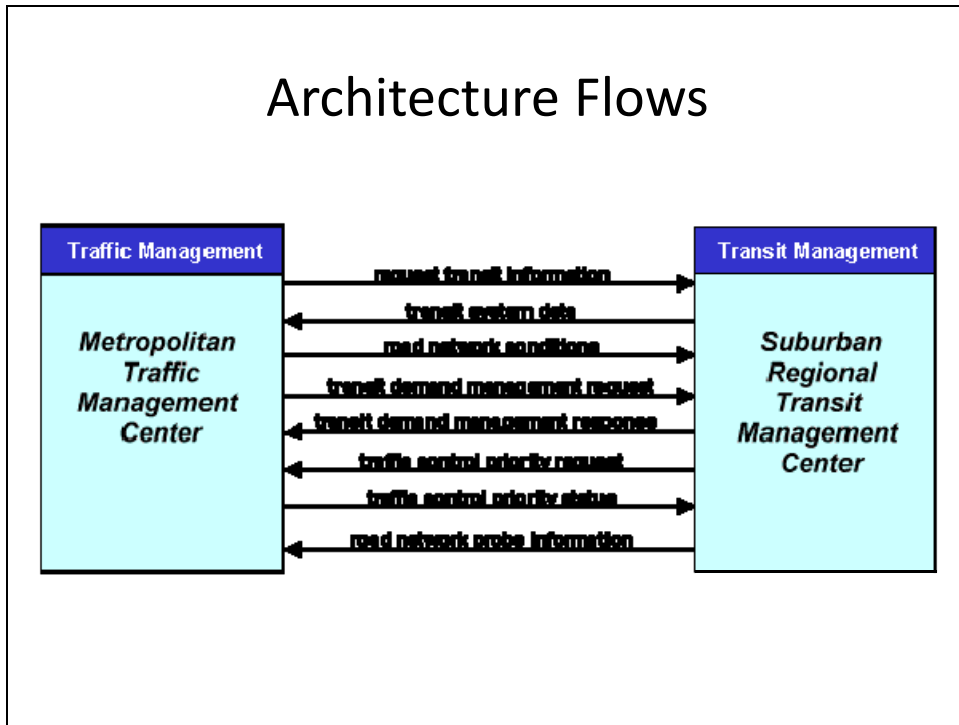 Architecture Flows
Traffic Management
Transit Management
request transit information
transit system data
road network conditions
transit demand management request
transit demand management response
traffic control priority request
traffic control priority status
road network probe information
Metropolitan
Traffic
Management
Center
Suburban
Regional
Transit
Management
Center